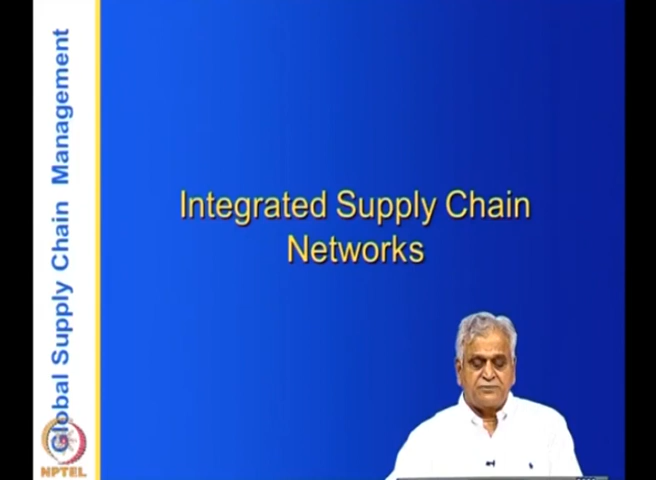 Global Supply Chain Management
Integrated Supply Chain
Networks
NPTEL